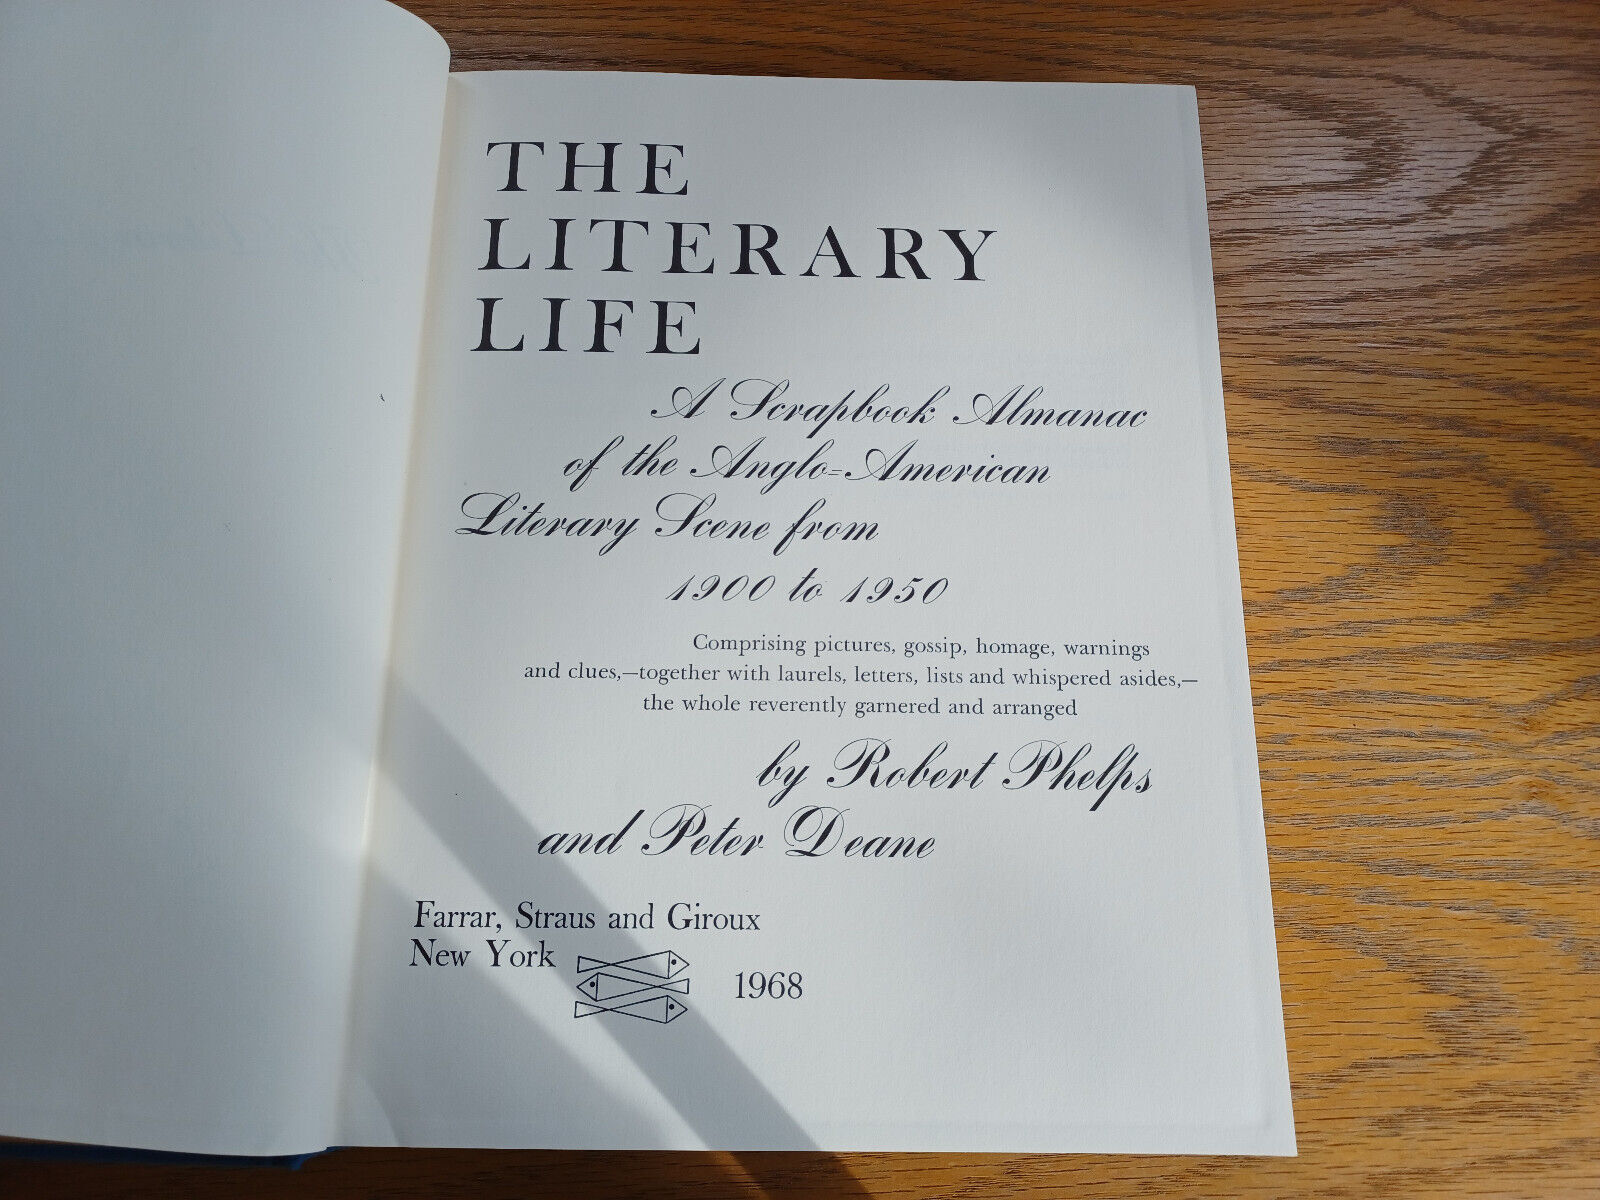 THE
LITERARY
LIFE
A Scrapbook Almanac
of the Anglo-American
Literary Scene from
1900 to 1950
Comprising pictures, gossip, homage, warnings
and clues,—together with laurels, letters, lists and whispered asides,—
the whole reverently garnered and arranged
by Robert Phelps
and Peter Deane
Farrar, Straus and Giroux
New York 1968